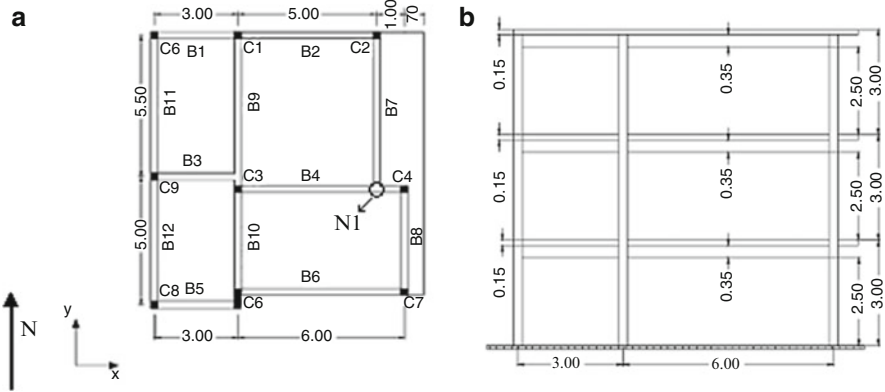 a
3.00 5.00 1.00 70
C6 C1 C2
B1 B2
5.50 B11 B9 B7
B3
C9 C3 B4 C4
N1
5.00 B12 B10 B8
B5 B6
C8 C6 C7
3.00 6.00
N
y
x
b
0.15 0.35 2.50 3.00
0.15 0.35 2.50 3.00
0.15 0.35 2.50 3.00
3.00 6.00